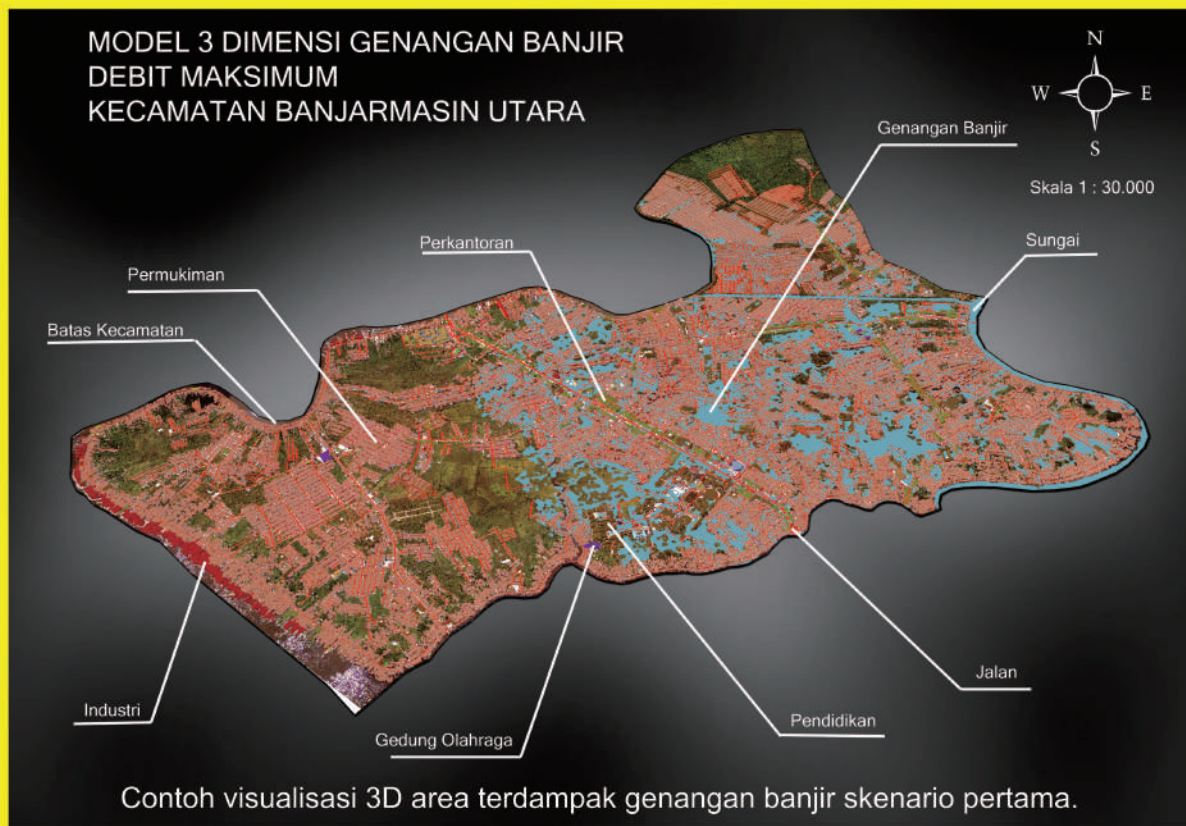 MODEL 3 DIMENSI GENANGAN BANJIR
DEBIT MAKSIMUM
KECAMATAN BANJARMASIN UTARA
N
W
E
S
Skala 1 : 30.000
Genangan Banjir
Sungai
Perkantoran
Permukiman
Batas Kecamatan
Jalan
Industri
Pendidikan
Gedung Olahraga
Contoh visualisasi 3D area terdampak genangan banjir skenario pertama.